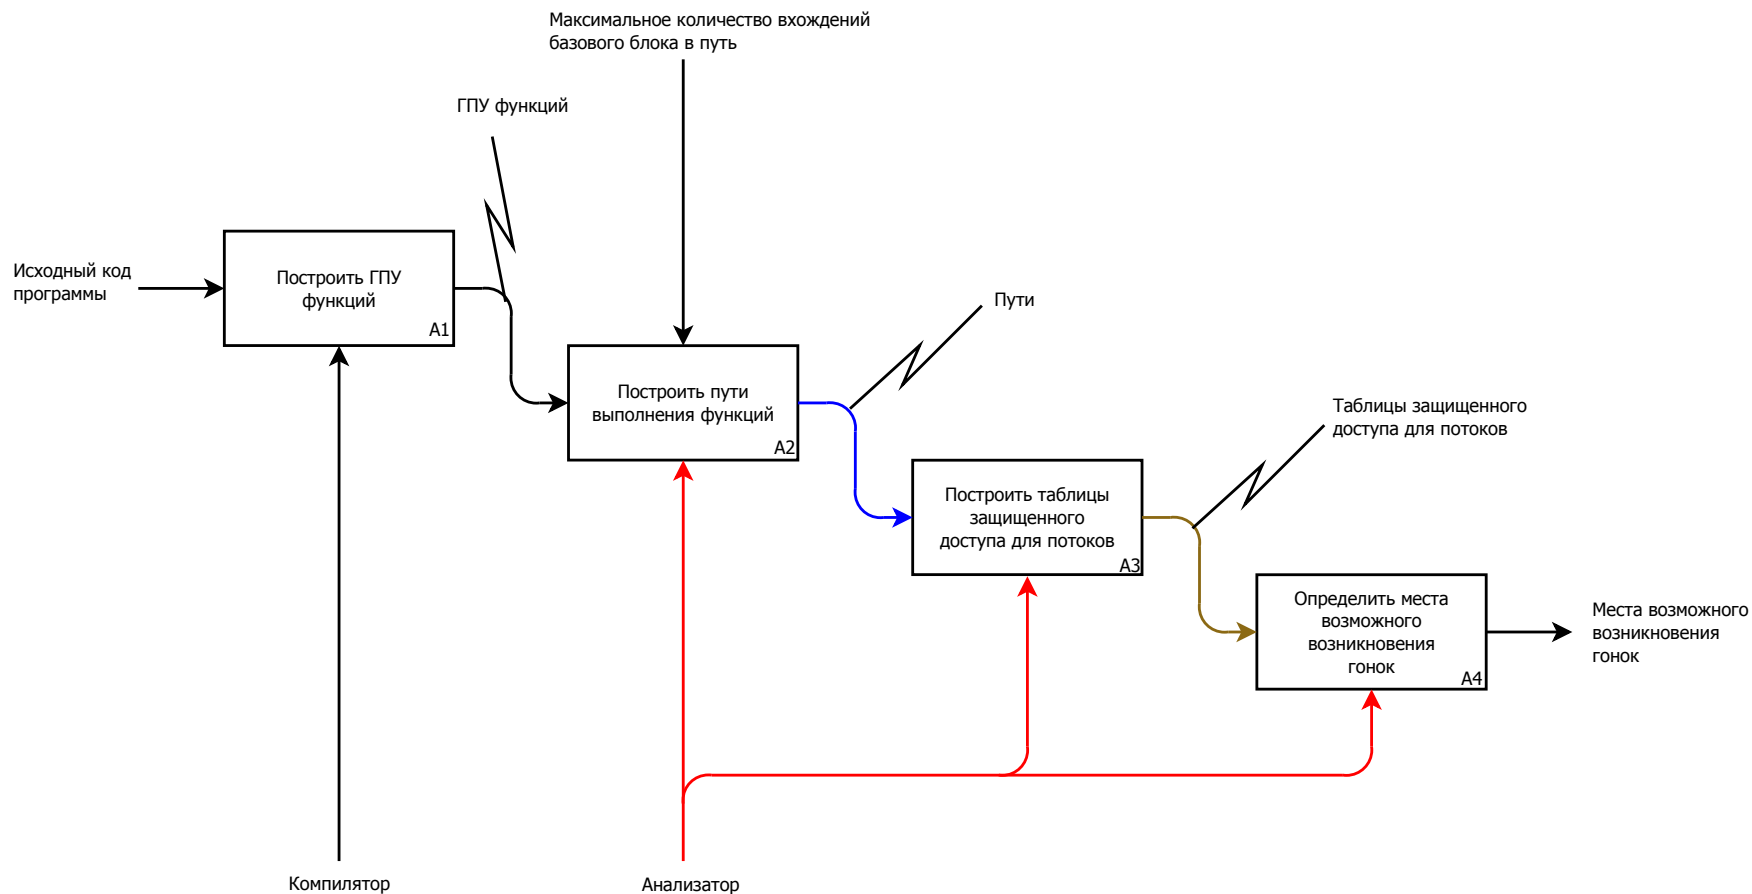 Максимальное количество вхождений
базового блока в путь
ГПУ функций
Исходный код
программы
Построить ГПУ
функций
A1
Пути
Построить пути
выполнения функций
A2
Таблицы защищенного
доступа для потоков
Построить таблицы
защищенного
доступа для потоков
A3
Определить места
возможного
возникновения
гонок
A4
Места возможного
возникновения
гонок
Компилятор
Анализатор